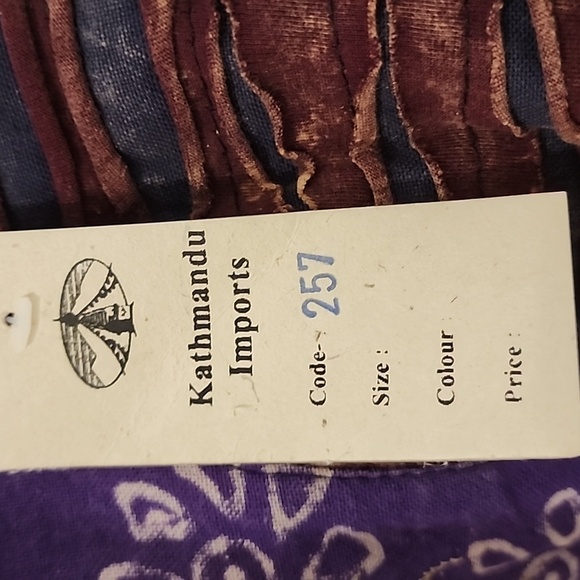 Kathmandu
Imports
Code- 257
Size :
Colour
Price :